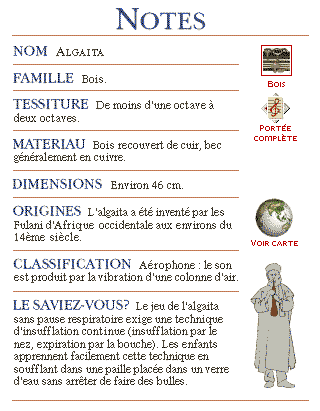 NOTES
NOM ALGAITA
FAMILLE Bois.
TESSITURE De moins d'une octave à
deux octaves.
MATERIAU Bois recouvert de cuir, bec
généralement en cuivre.
DIMENSIONS Environ 46 cm.
ORIGINES L'algaita a été inventé par les
Fulani d'Afrique occidentale aux environs du
14ème siècle.
CLASSIFICATION Aérophone : le son
est produit par la vibration d'une colonne d'air.
LE SAVIEZ-VOUS? Le jeu de l'algaita
sans pause respiratoire exige une technique
d'insufflation continue (insufflation par le
nez, expiration par la bouche). Les enfants
apprennent facilement cette technique en
soufflant dans une paille placée dans un verre
d'eau sans arrêter de faire des bulles.
BOIS
PORTÉE
COMPLÈTE
VOIR CARTE